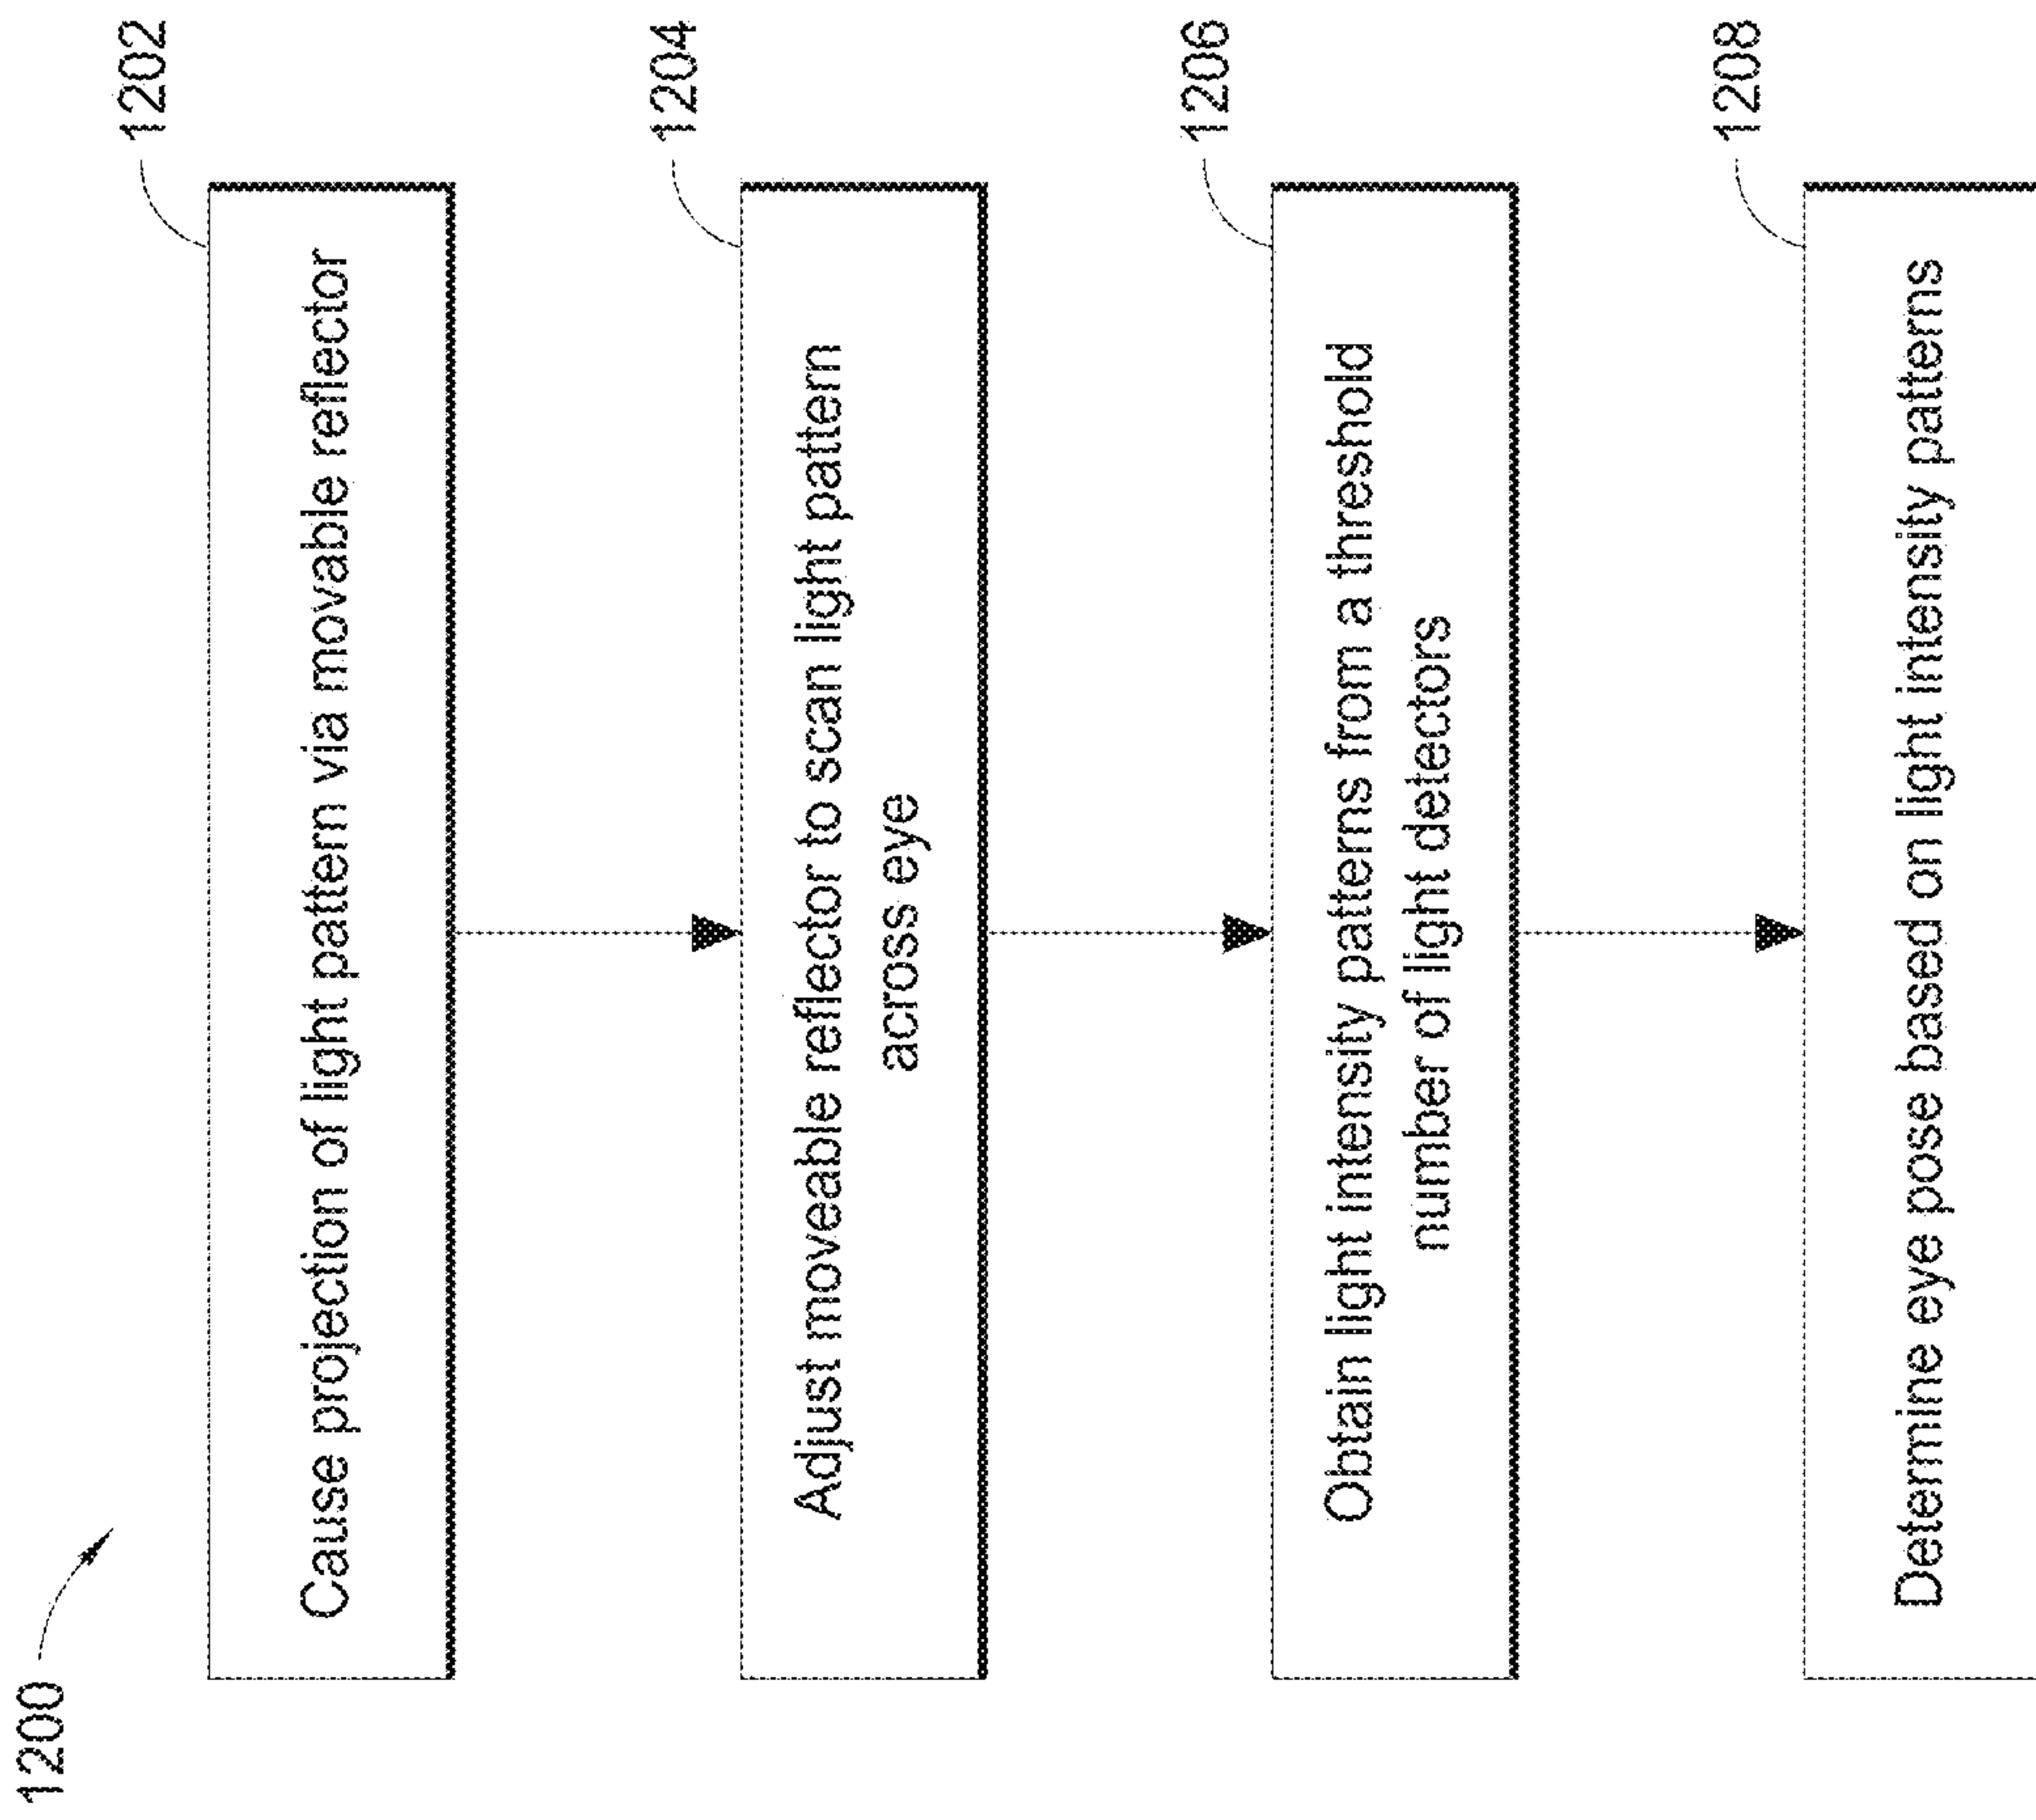 1200
1202
Cause projection of light pattern via movable reflector
1204
Adjust moveable reflector to scan light pattern
across eye
1206
Obtain light intensity patterns from a threshold
number of light detectors
1208
Determine eye pose based on light intensity patterns